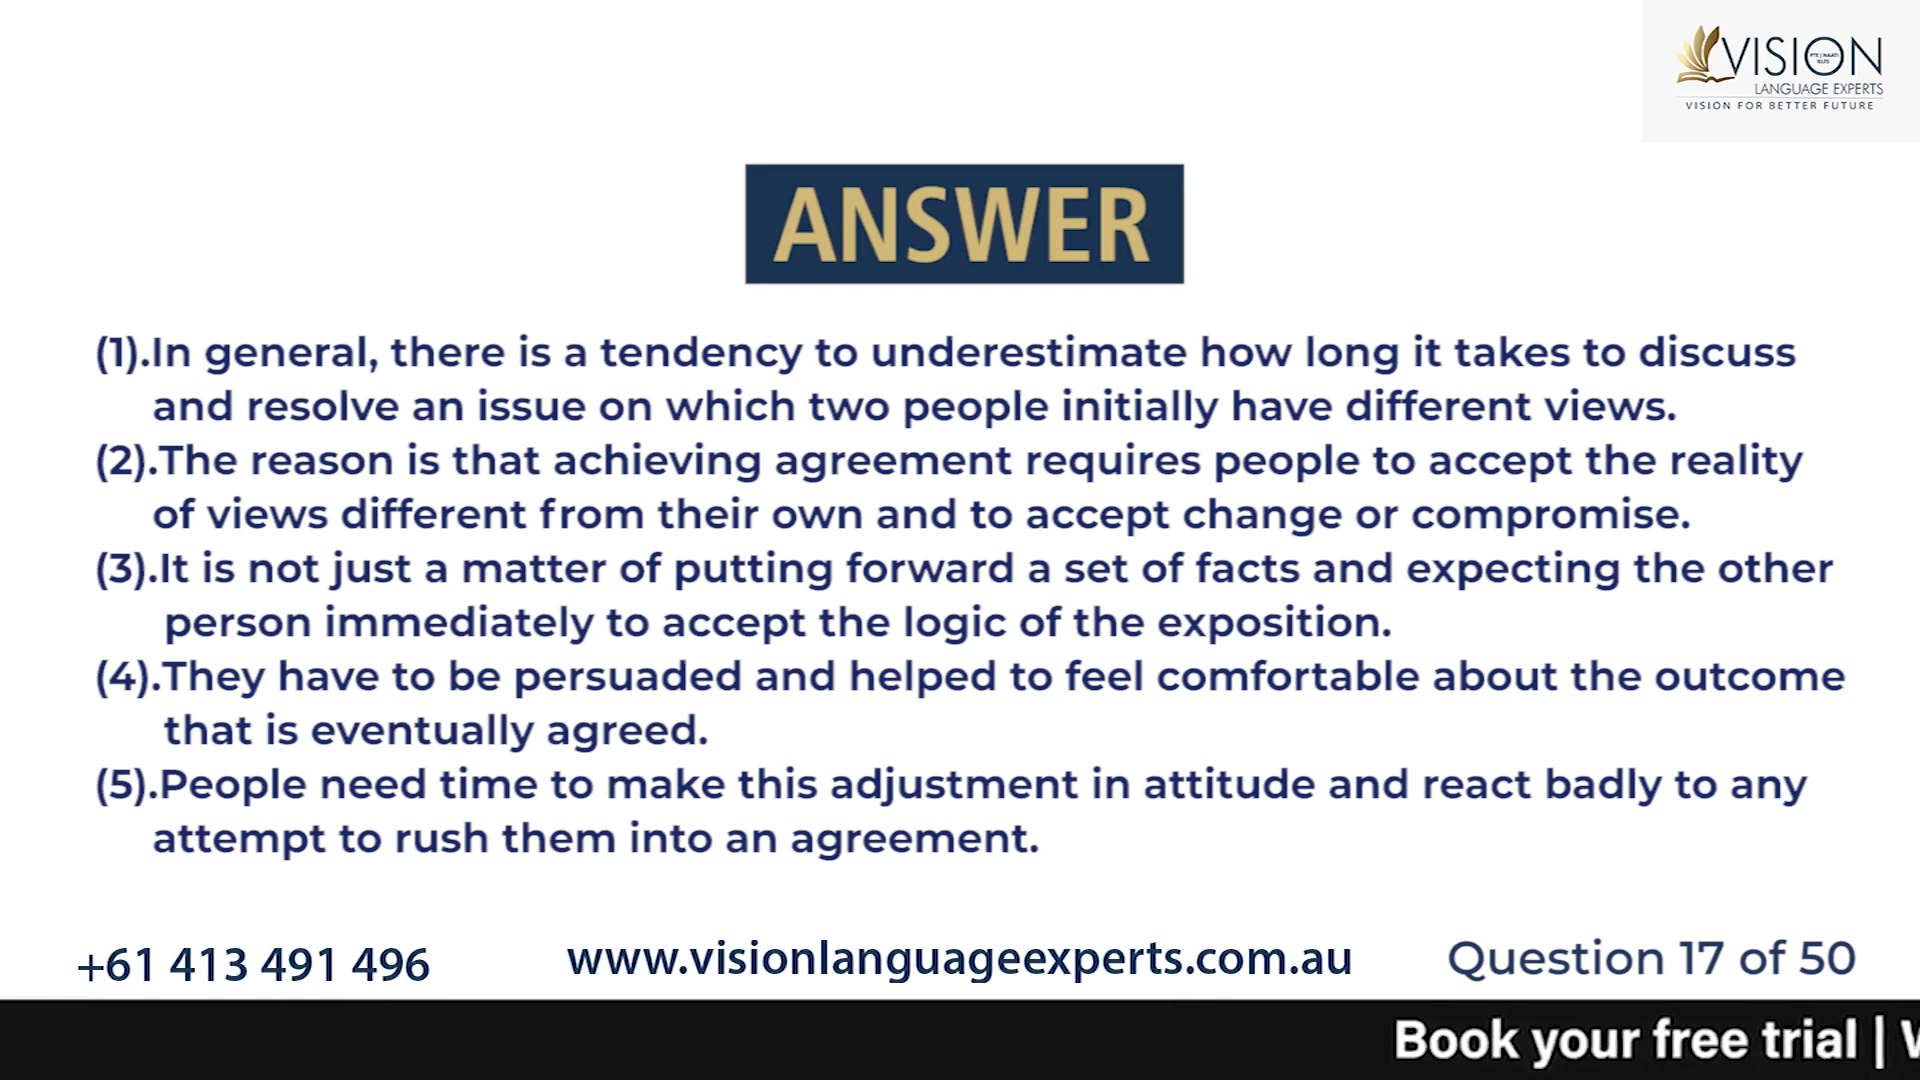 VISION
LANGUAGE EXPERTS
VISION FOR BETTER FUTURE
ANSWER
(1).In general, there is a tendency to underestimate how long it takes to discuss
and resolve an issue on which two people initially have different views.
(2).The reason is that achieving agreement requires people to accept the reality
of views different from their own and to accept change or compromise.
(3).It is not just a matter of putting forward a set of facts and expecting the other
person immediately to accept the logic of the exposition.
(4).They have to be persuaded and helped to feel comfortable about the outcome
that is eventually agreed.
(5).People need time to make this adjustment in attitude and react badly to any
attempt to rush them into an agreement.
+61 413 491 496
www.visionlanguageexperts.com.au
Question 17 of 50
Book your free trial |